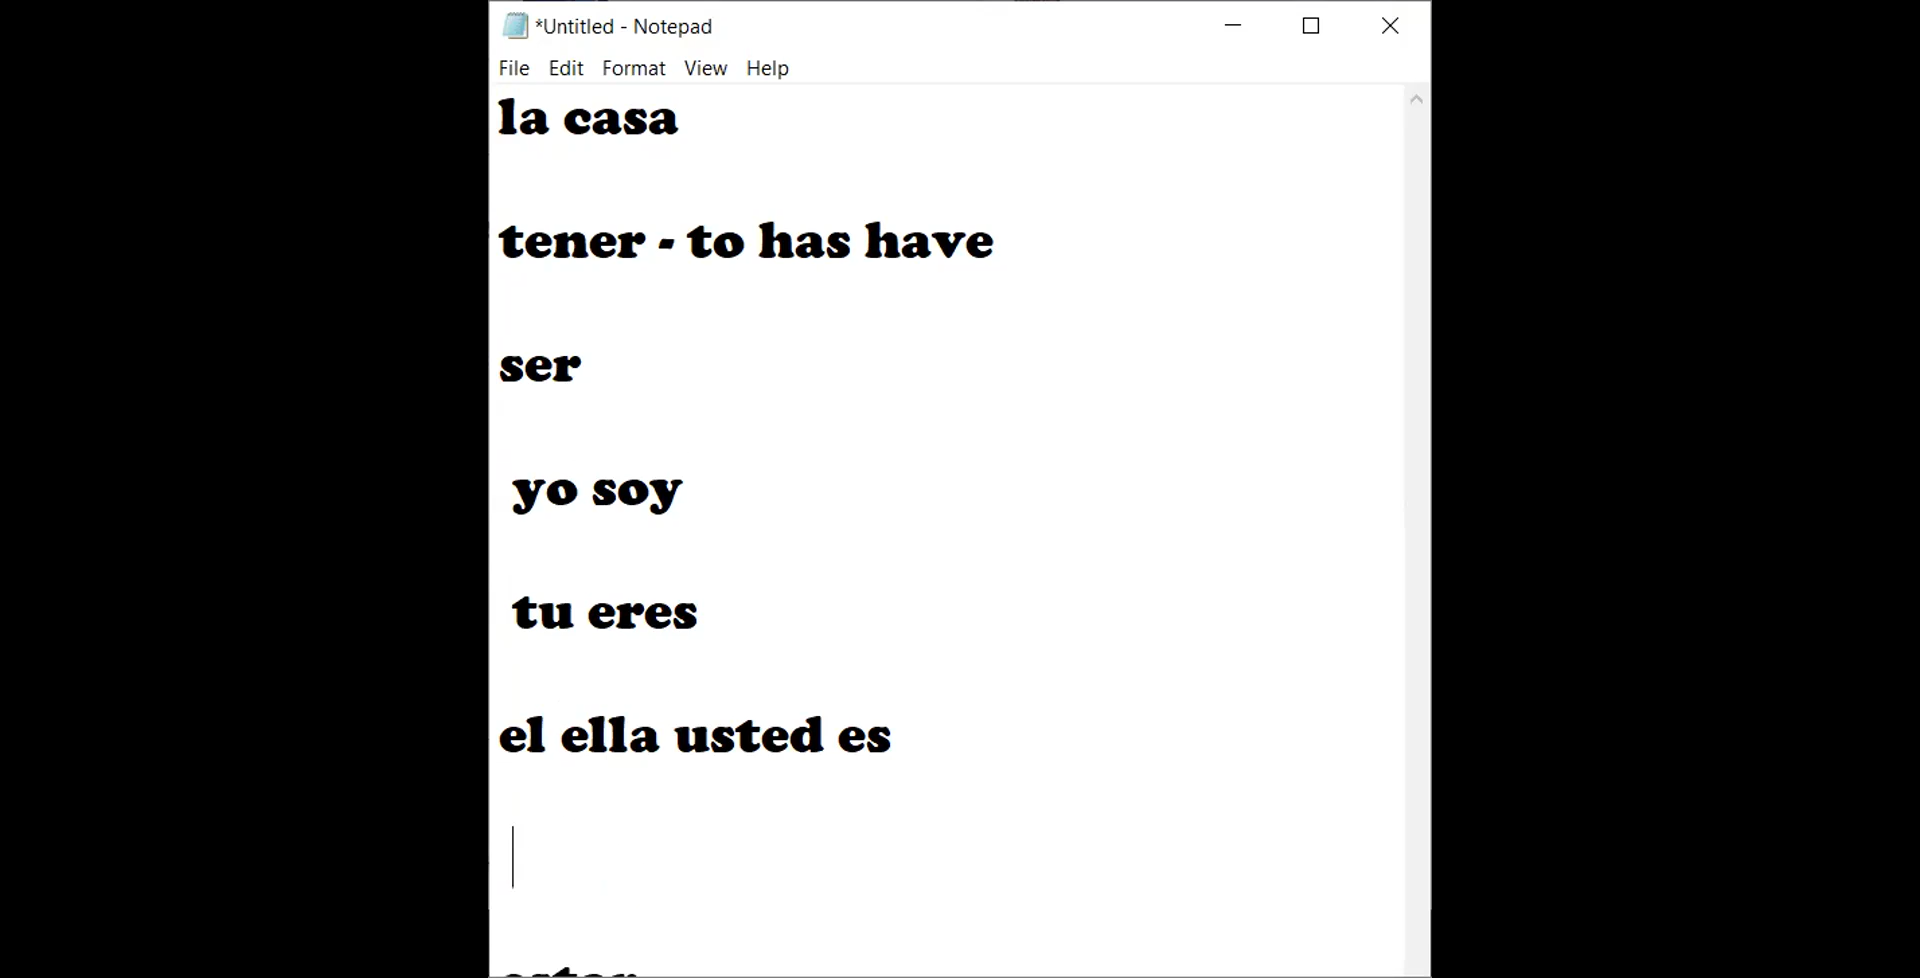 *Untitled - Notepad
File Edit Format View Help
la casa
tener - to has have
ser
yo soy
tu eres
el ella usted es